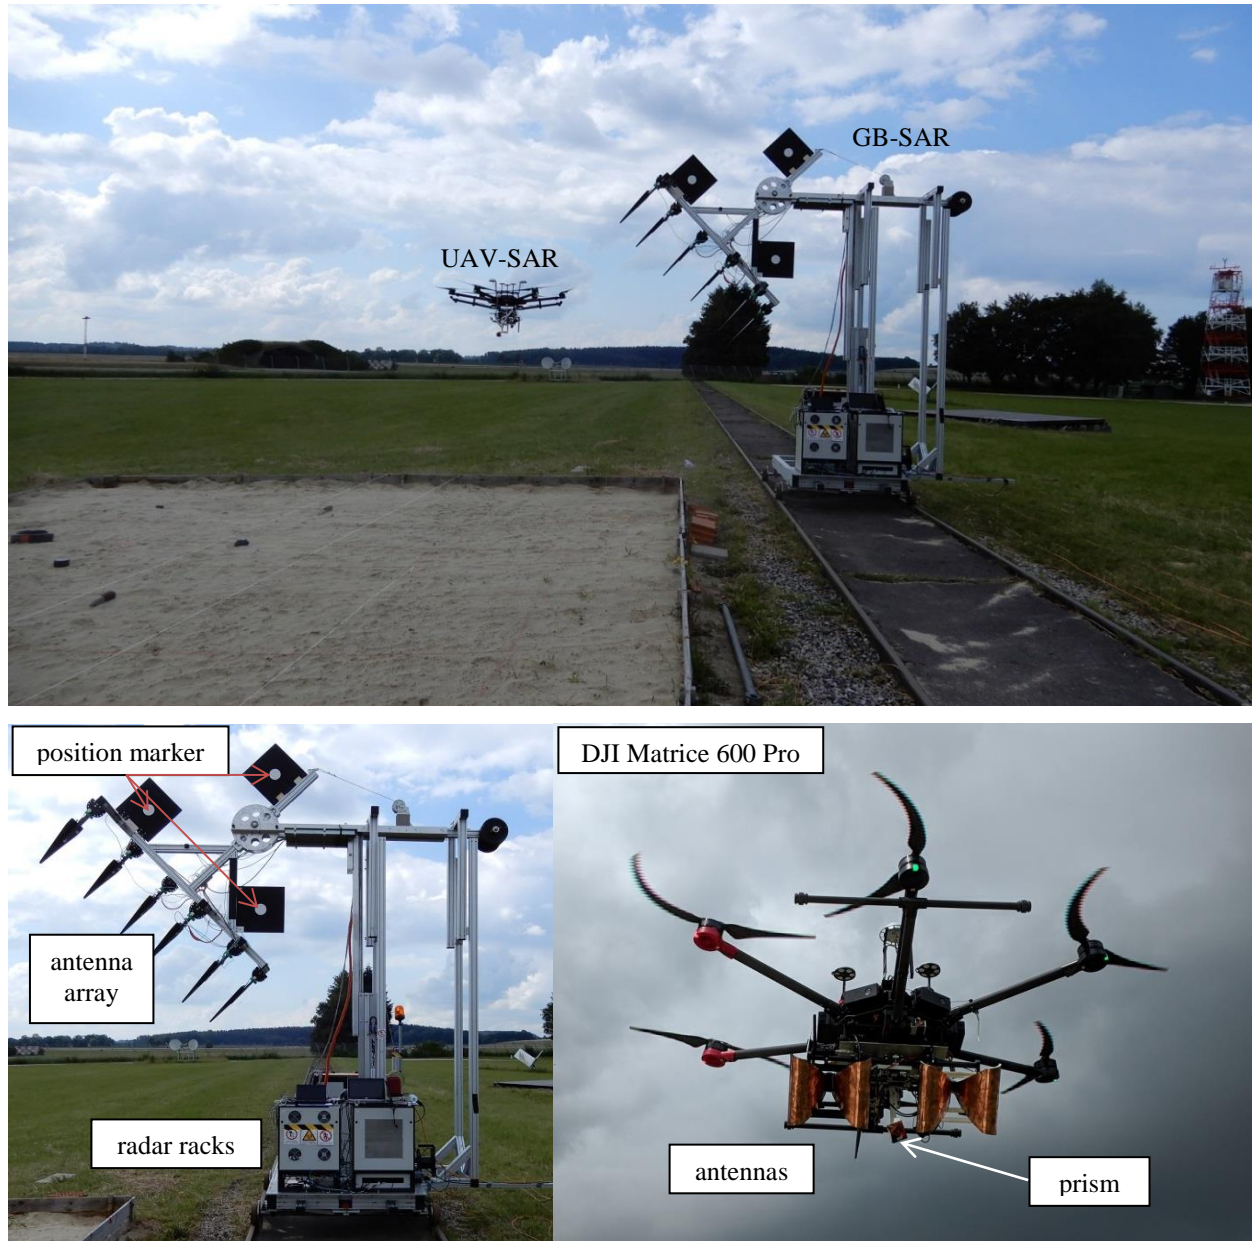 GB-SAR
UAV-SAR
position marker
DJI Matrice 600 Pro
antenna
array
radar racks
antennas
prism